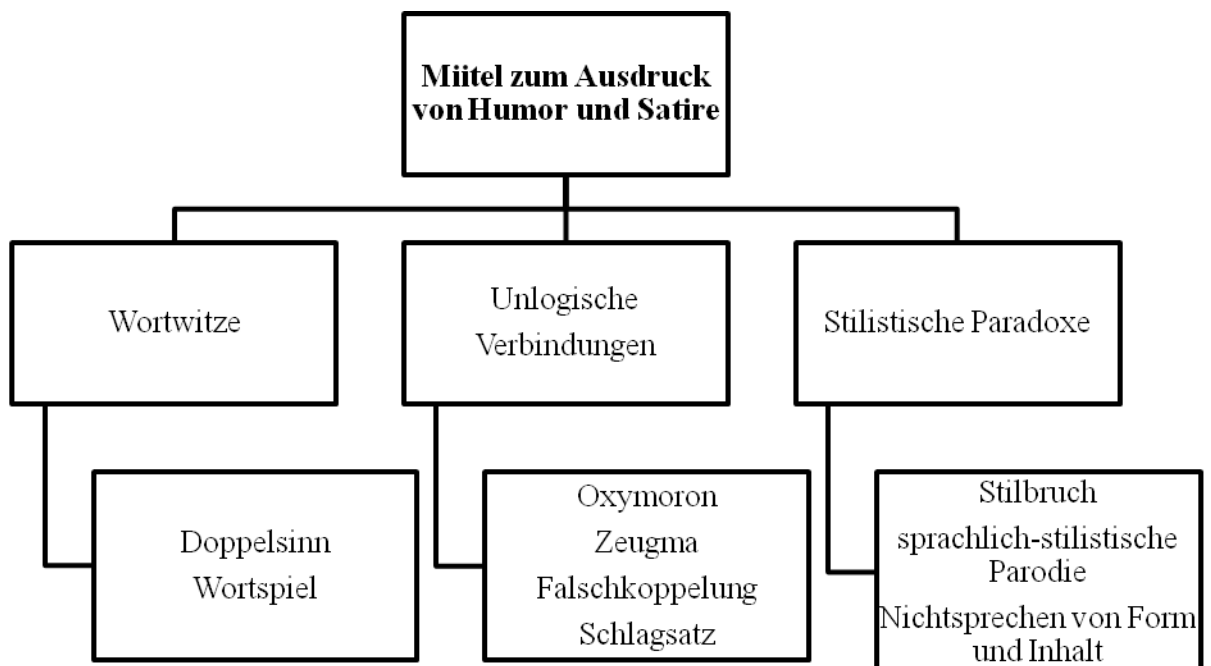 Miitel zum Ausdruck
von Humor und Satire
Wortwitze
Unlogische
Verbindungen
Stilistische Paradoxe
Doppelsinn
Wortspiel
Oxymoron
Zeugma
Falschkoppelung
Schlagsatz
Stilbruch
sprachlich-stilistische
Parodie
Nichtsprechen von Form
und Inhalt